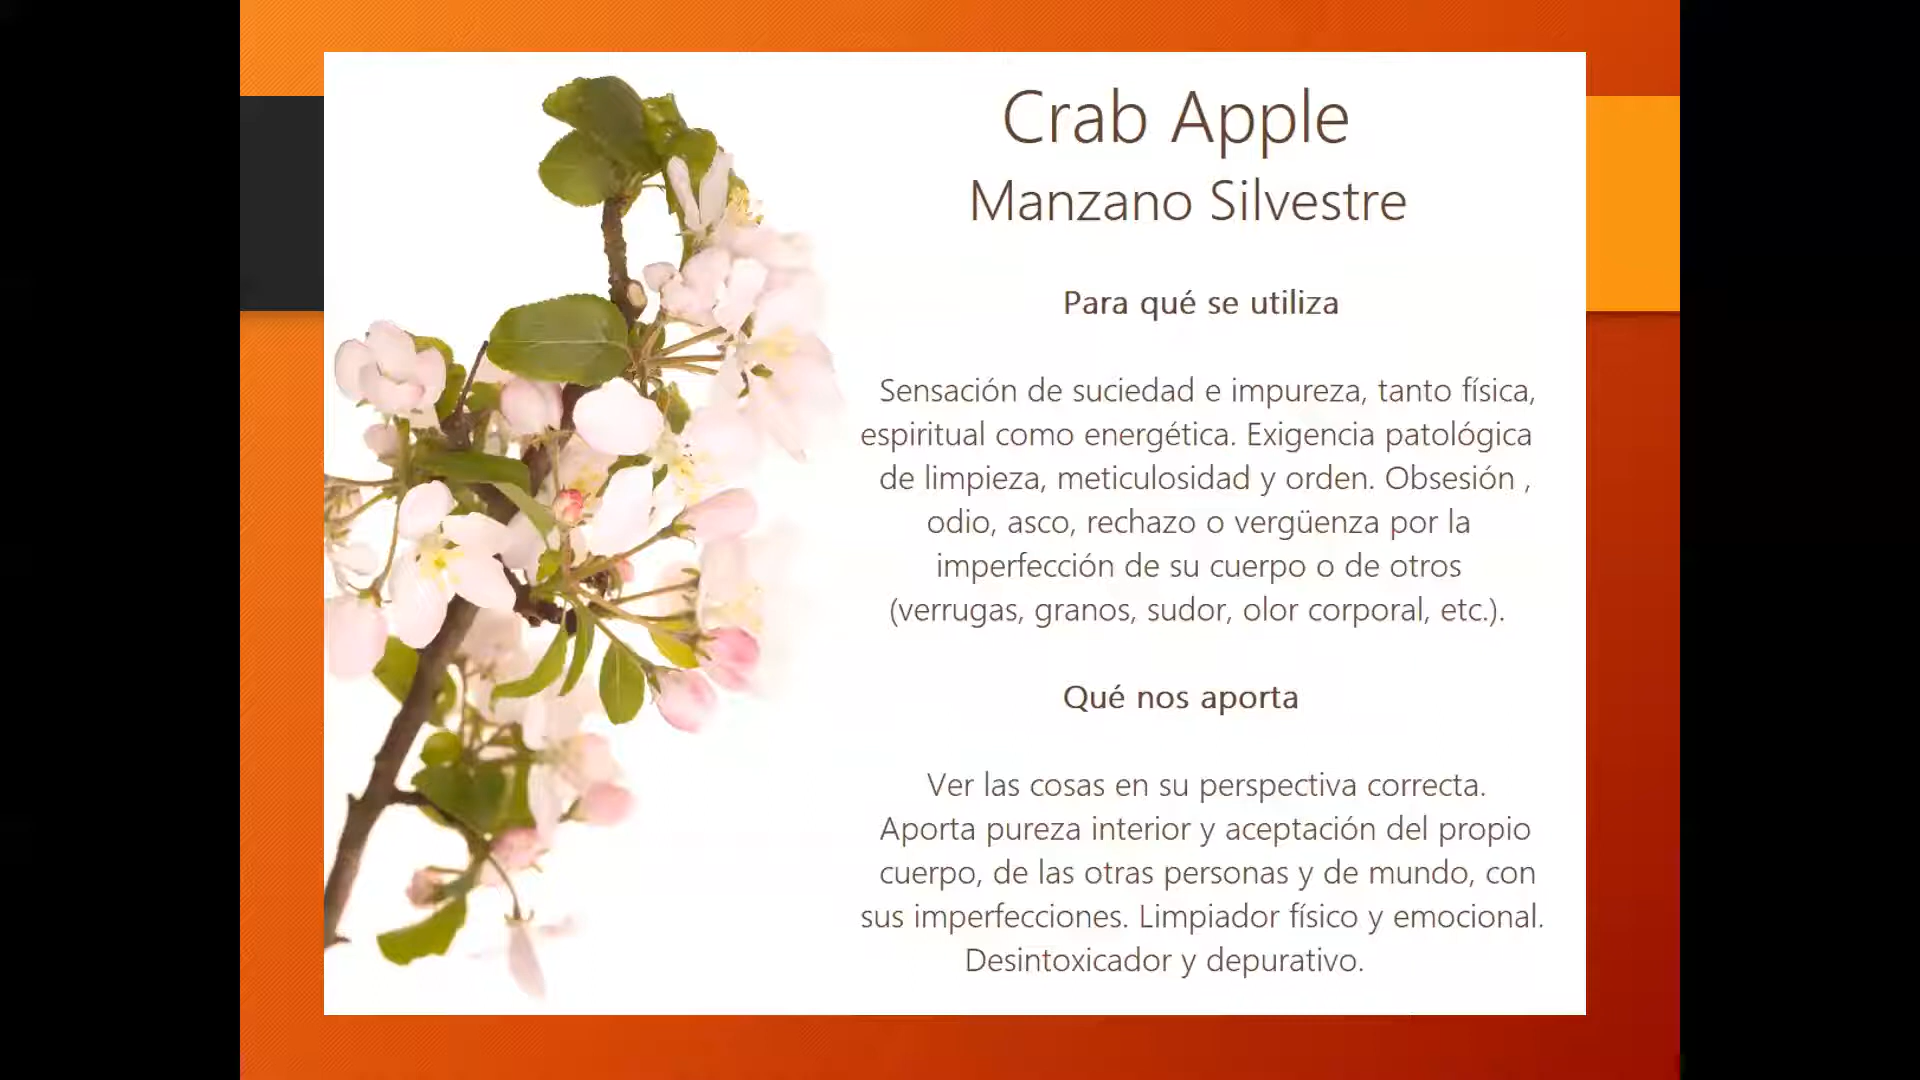 Crab Apple
Manzano Silvestre
Para qué se utiliza
Sensación de suciedad e impureza, tanto física,
espiritual como energética. Exigencia patológica
de limpieza, meticulosidad y orden. Obsesión ,
odio, asco, rechazo o vergüenza por la
imperfección de su cuerpo o de otros
(verrugas, granos, sudor, olor corporal, etc.).
Qué nos aporta
Ver las cosas en su perspectiva correcta.
Aporta pureza interior y aceptación del propio
cuerpo, de las otras personas y de mundo, con
sus imperfecciones. Limpiador físico y emocional.
Desintoxicador y depurativo.